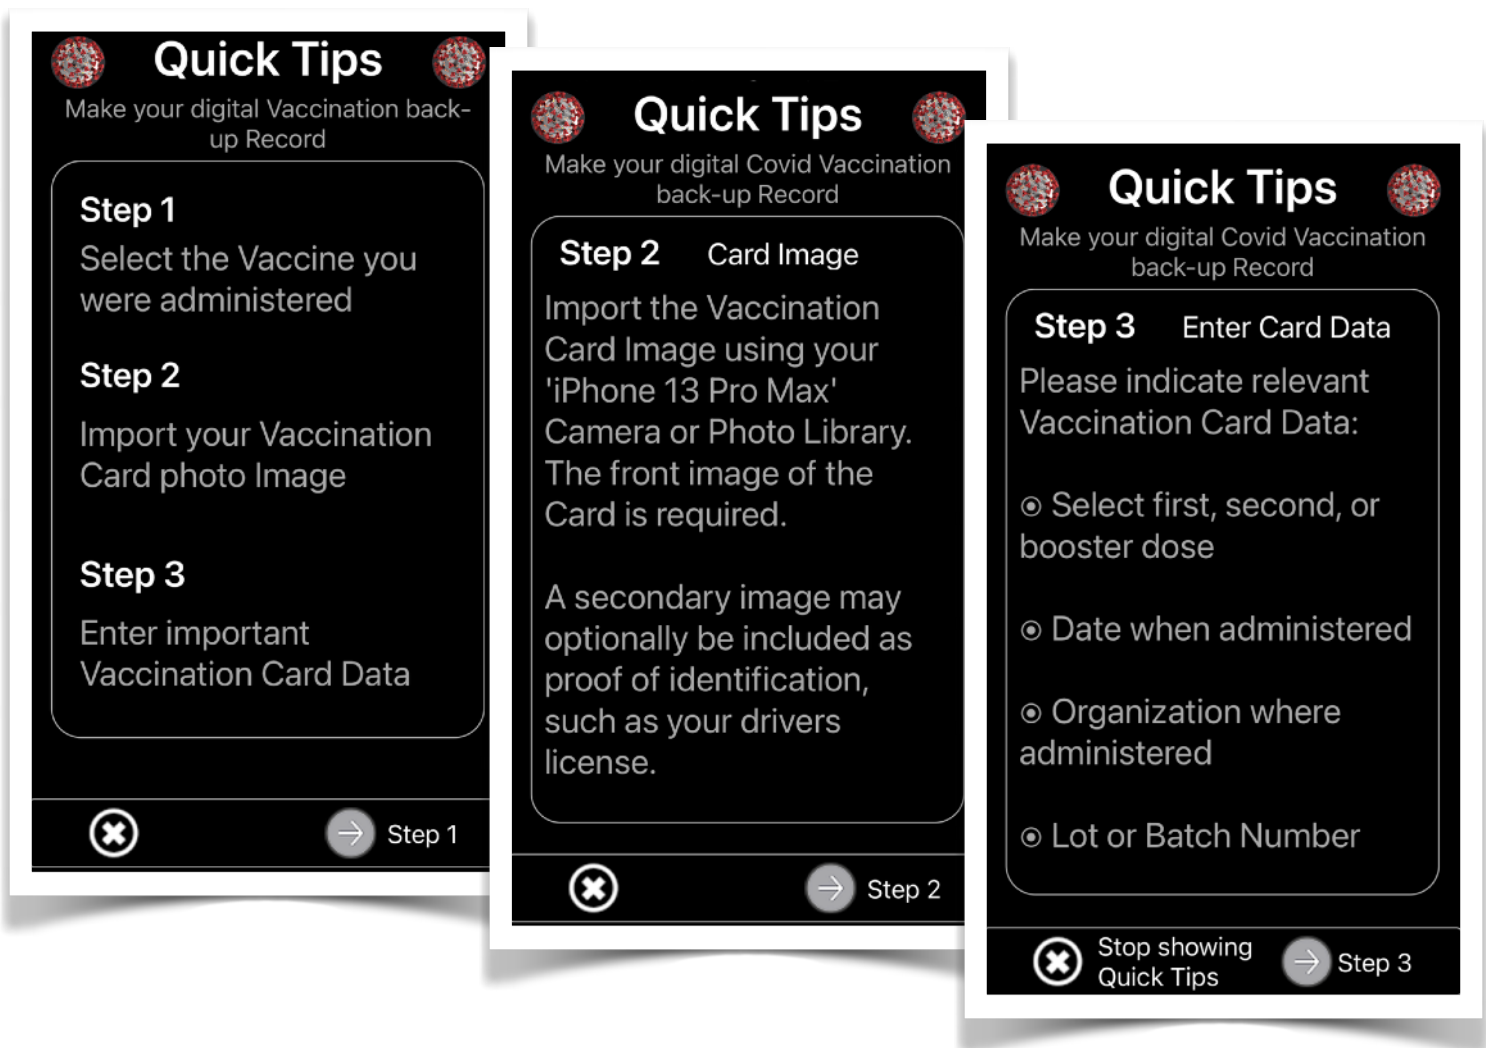 Quick Tips
Make your digital Vaccination back-
up Record
Step 1
Select the Vaccine you
were administered
Step 2
Import your Vaccination
Card photo Image
Step 3
Enter important
Vaccination Card Data
Step 1
Quick Tips
Make your digital Covid Vaccination
back-up Record
Step 2 Card Image
Import the Vaccination
Card Image using your
'iPhone 13 Pro Max'
Camera or Photo Library.
The front image of the
Card is required.
A secondary image may
optionally be included as
proof of identification,
such as your drivers
license.
Step 2
Quick Tips
Make your digital Covid Vaccination
back-up Record
Step 3 Enter Card Data
Please indicate relevant
Vaccination Card Data:
◉ Select first, second, or
booster dose
◉ Date when administered
◉ Organization where
administered
◉ Lot or Batch Number
Stop showing
Quick Tips
Step 3